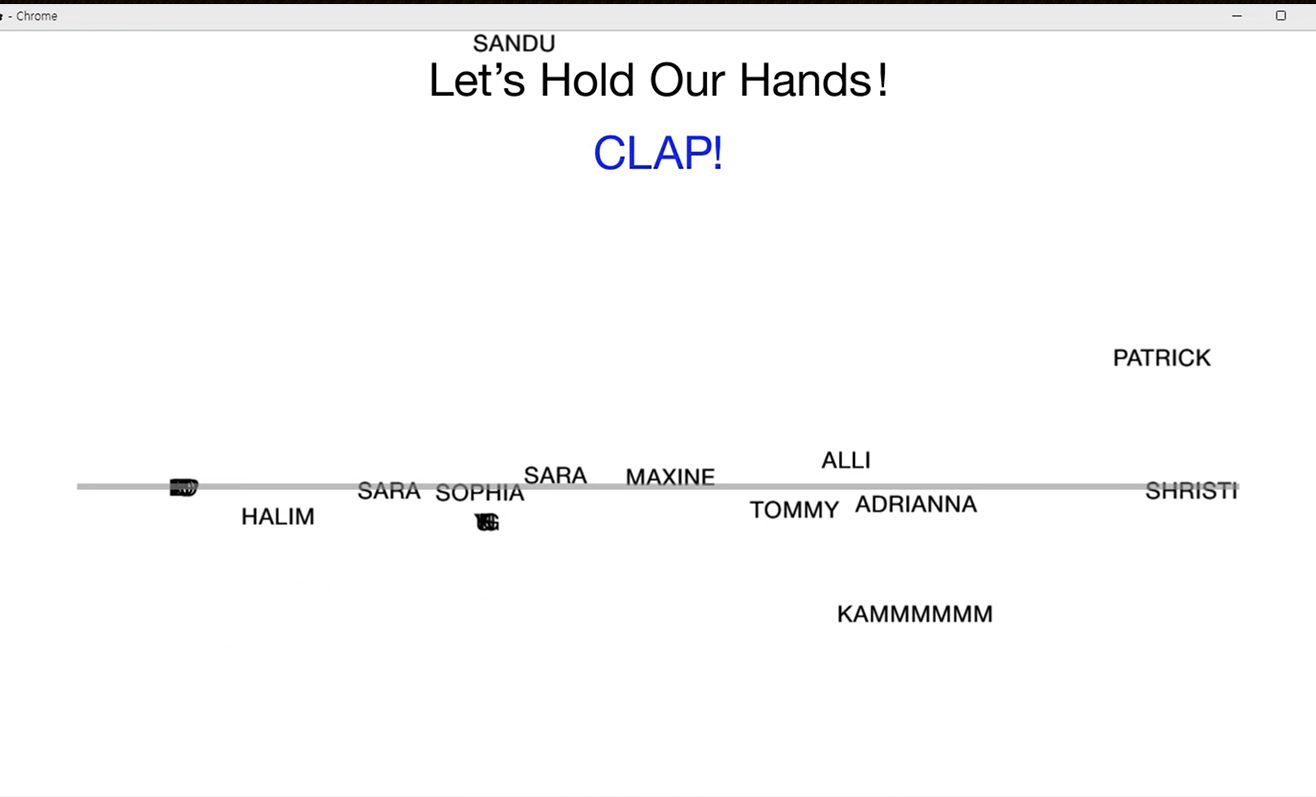 - Chrome
SANDU
Let’s Hold Our Hands!
CLAP!
PATRICK
ALLI
SARA
MAXINE
SARA
SOPHIA
SHRISTI
TOMMY
ADRIANNA
HALIM
KAMMMMMM